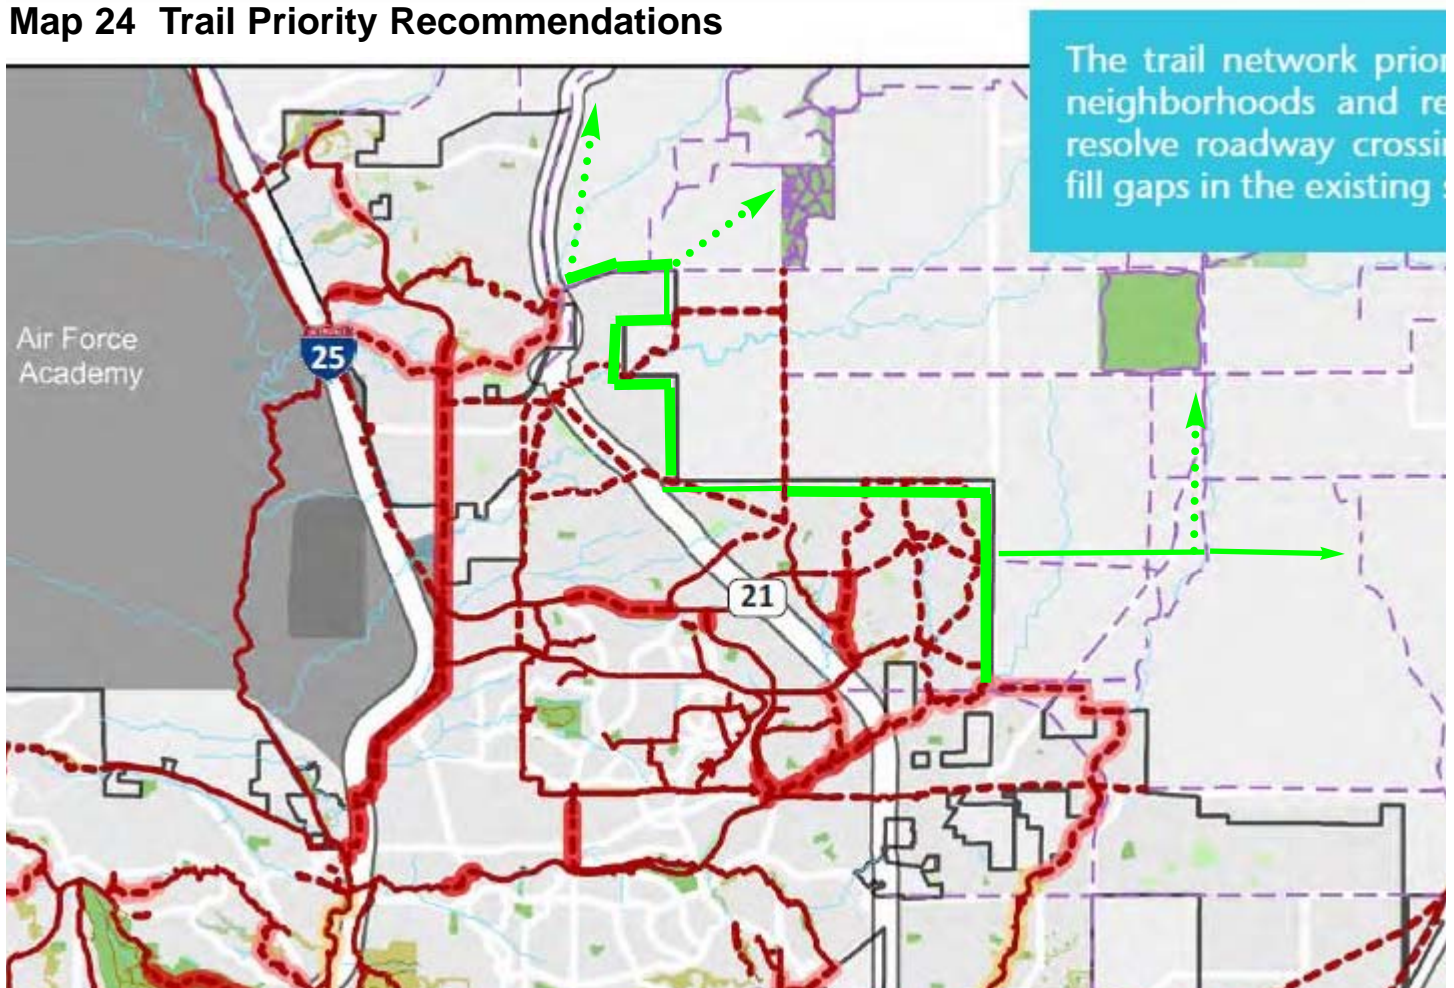 Map 24 Trail Priority Recommendations
The trail network prior
neighborhoods and re
resolve roadway crossin
fill gaps in the existing
Air Force
Academy
25
21